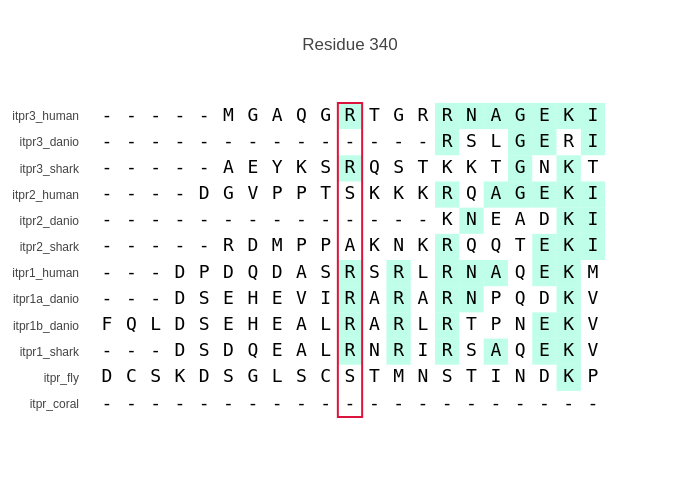 Residue 340
itpr3_human - - - - - M G A Q G R T G R R N A G E K I
itpr3_danio - - - - - - - - - - - - - - R S L G E R I
itpr3_shark - - - - - A E Y K S R Q S T K K T G N K T
itpr2_human - - - - D G V P P T S K K K R Q A G E K I
itpr2_danio - - - - - - - - - - - - - - K N E A D K I
itpr2_shark - - - - - R D M P P A K N K R Q Q T E K I
itpr1_human - - - D P D Q D A S R S R L R N A Q E K M
itpr1a_danio - - - D S E H E V I R A R A R N P Q D K V
itpr1b_danio F Q L D S E H E A L R A R L R T P N E K V
itpr1_shark - - - D S D Q E A L R N R I R S A Q E K V
itpr_fly D C S K D S G L S C S T M N S T I N D K P
itpr_coral - - - - - - - - - - - - - - - - - - - - -